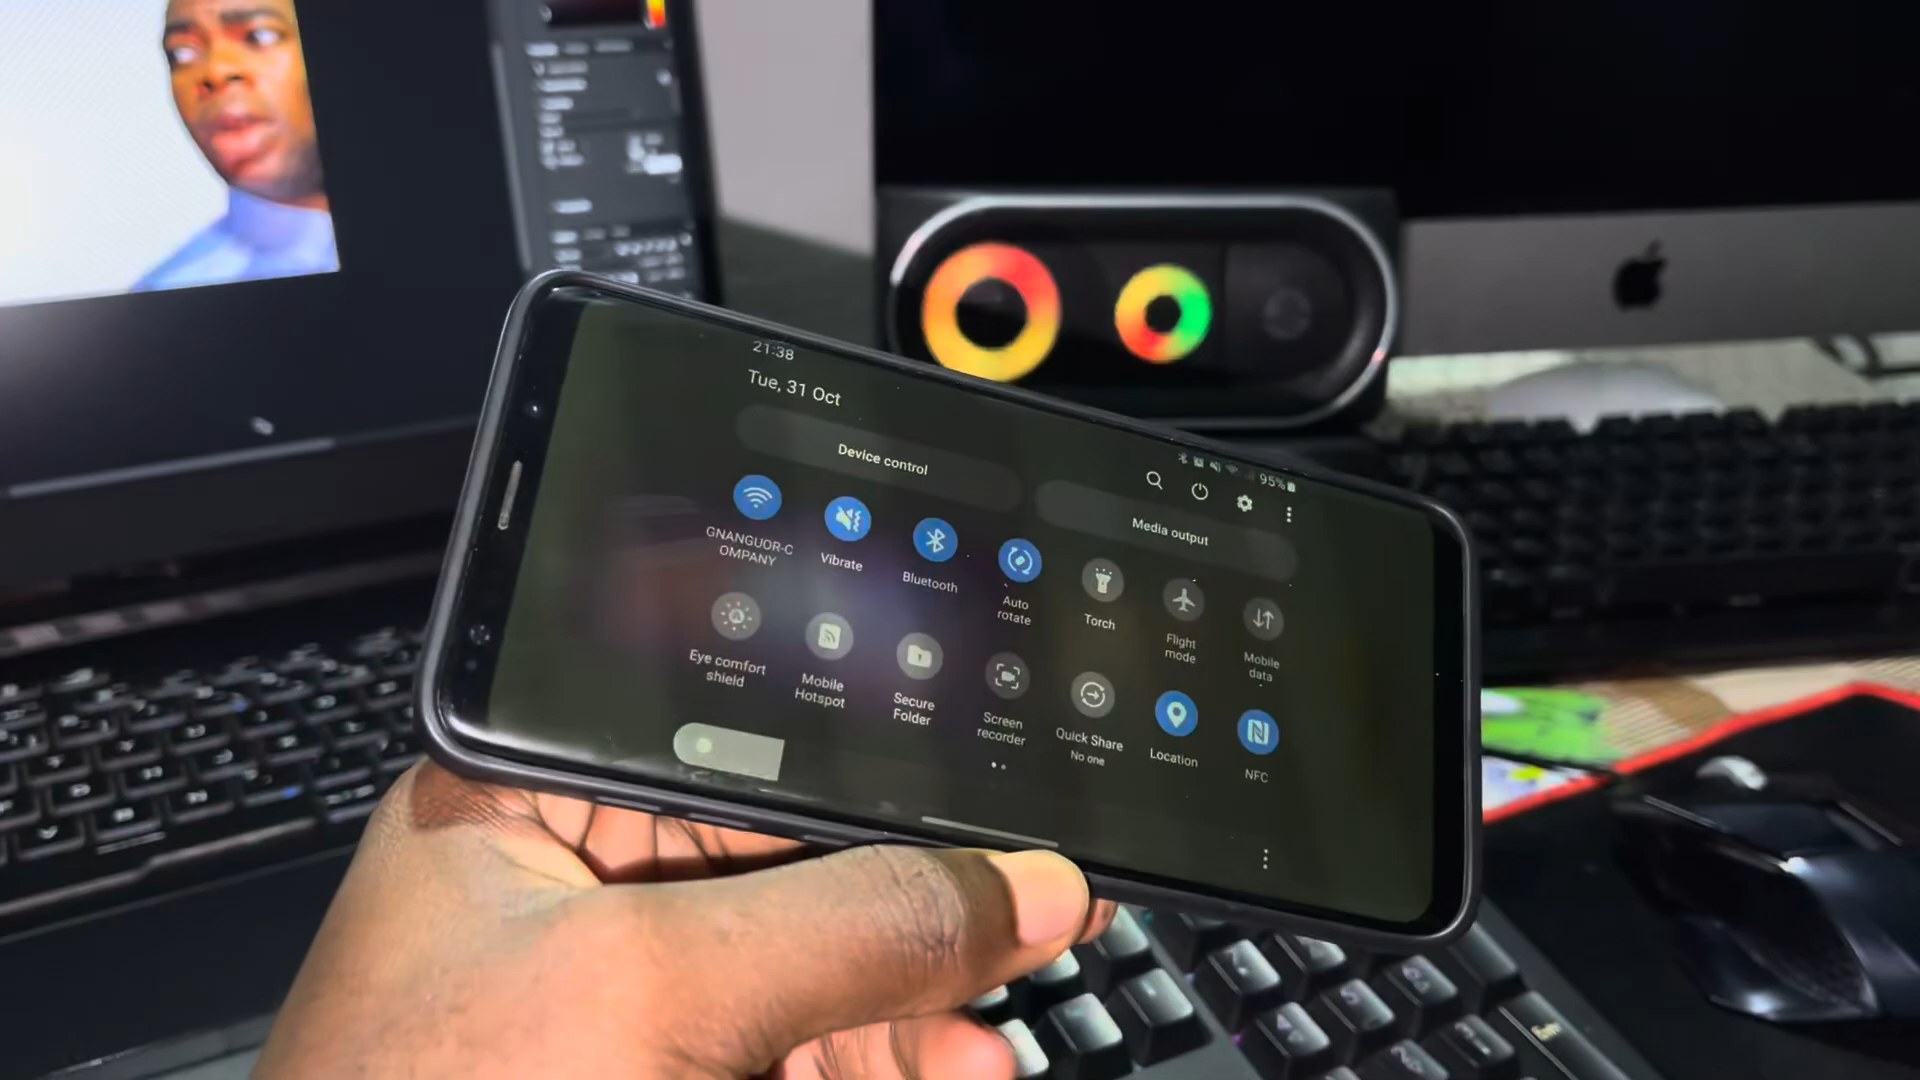 21:38
Tue, 31 Oct
95%
Device control
Media output
GNANGUOR-C
OMPANY
Vibrate
Bluetooth
Auto
rotate
Torch
Flight
mode
Mobile
data
Eye comfort
shield
Mobile
Hotspot
Secure
Folder
Screen
recorder
Quick Share
No one
Location
NFC